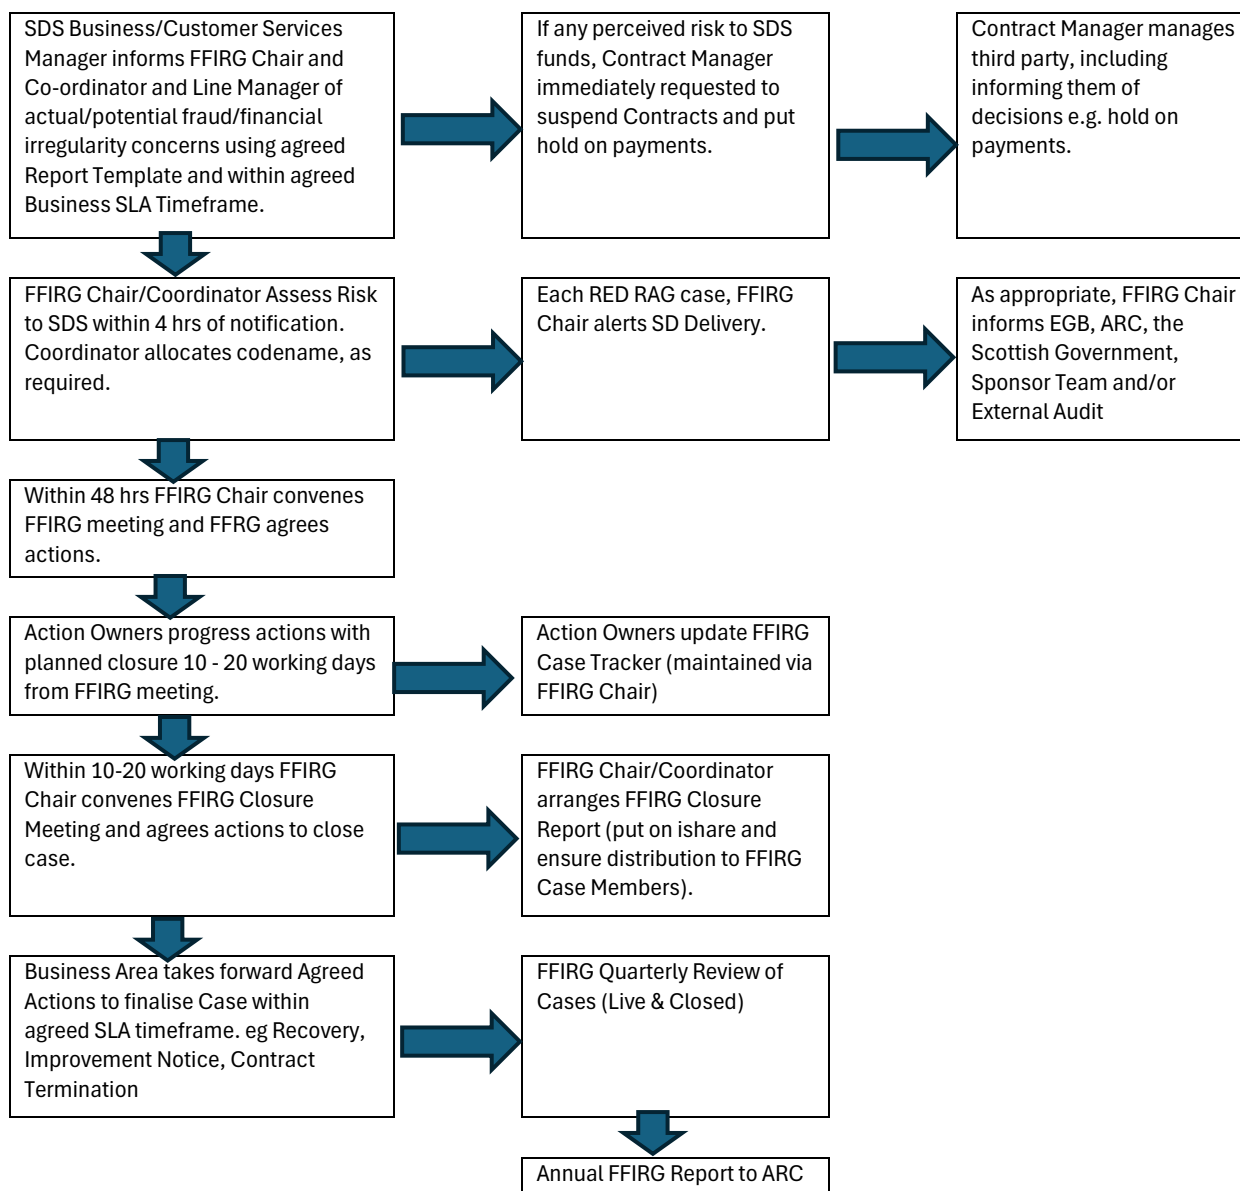 SDS Business/Customer Services
Manager informs FFIRG Chair and
Co-ordinator and Line Manager of
actual/potential fraud/financial
irregularity concerns using agreed
Report Template and within agreed
Business SLA Timeframe.
If any perceived risk to SDS
funds, Contract Manager
immediately requested to
suspend Contracts and put
hold on payments.
Contract Manager manages
third party, including
informing them of
decisions e.g. hold on
payments.
FFIRG Chair/Coordinator Assess Risk
to SDS within 4 hrs of notification.
Coordinator allocates codename, as
required.
Each RED RAG case, FFIRG
Chair alerts SD Delivery.
As appropriate, FFIRG Chair
informs EGB, ARC, the
Scottish Government,
Sponsor Team and/or
External Audit
Within 48 hrs FFIRG Chair convenes
FFIRG meeting and FFRG agrees
actions.
Action Owners progress actions with
planned closure 10 - 20 working days
from FFIRG meeting.
Action Owners update FFIRG
Case Tracker (maintained via
FFIRG Chair)
Within 10-20 working days FFIRG
Chair convenes FFIRG Closure
Meeting and agrees actions to close
case.
FFIRG Chair/Coordinator
arranges FFIRG Closure
Report (put on ishare and
ensure distribution to FFIRG
Case Members).
Business Area takes forward Agreed
Actions to finalise Case within
agreed SLA timeframe. eg Recovery,
Improvement Notice, Contract
Termination
FFIRG Quarterly Review of
Cases (Live & Closed)
Annual FFIRG Report to ARC